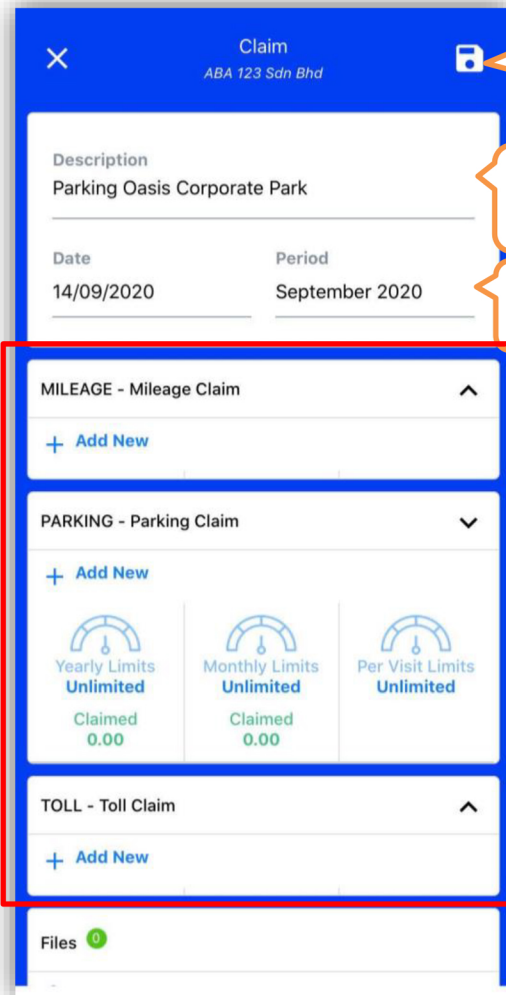 Claim
ABA 123 Sdn Bhd
Description
Parking Oasis Corporate Park
Date Period
14/09/2020 September 2020
MILEAGE - Mileage Claim
+ Add New
PARKING - Parking Claim
+ Add New
Yearly Limits Monthly Limits Per Visit Limits
Unlimited Unlimited Unlimited
Claimed Claimed
0.00 0.00
TOLL - Toll Claim
+ Add New
Files 0